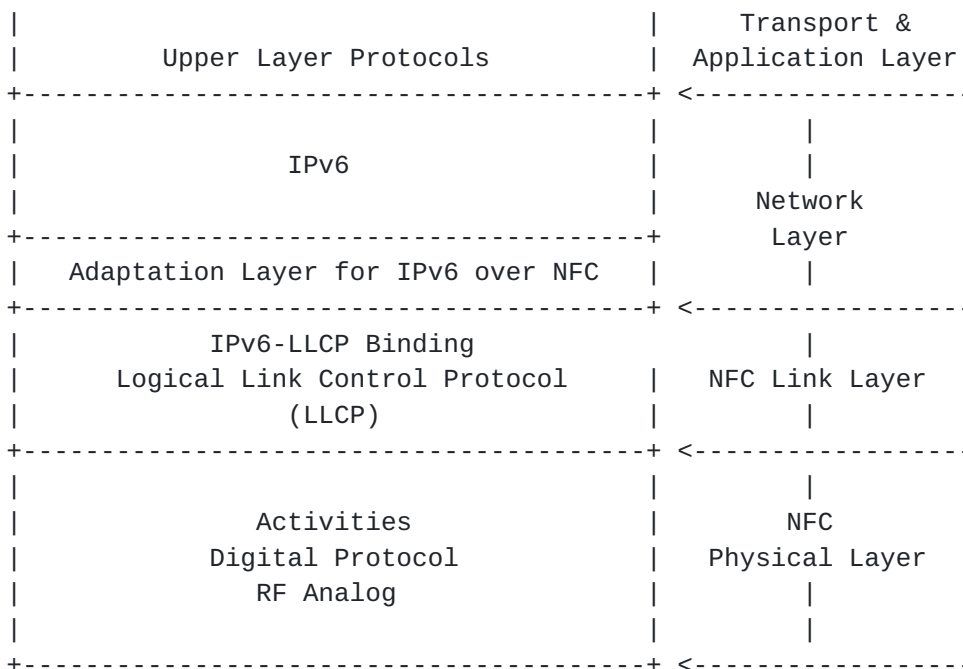 |                                         |     Transport &
|         Upper Layer Protocols           |  Application Layer
+----------------------------------------+ <------------------
|                                         |         |
|                 IPv6                    |         |
|                                         |      Network
+----------------------------------------+       Layer
|   Adaptation Layer for IPv6 over NFC    |         |
+----------------------------------------+ <------------------
|            IPv6-LLCP Binding                      |
|      Logical Link Control Protocol      |   NFC Link Layer
|                 (LLCP)                  |         |
+----------------------------------------+ <------------------
|                                         |         |
|               Activities                |        NFC
|            Digital Protocol             |   Physical Layer
|               RF Analog                 |         |
|                                         |         |
+----------------------------------------+ <------------------